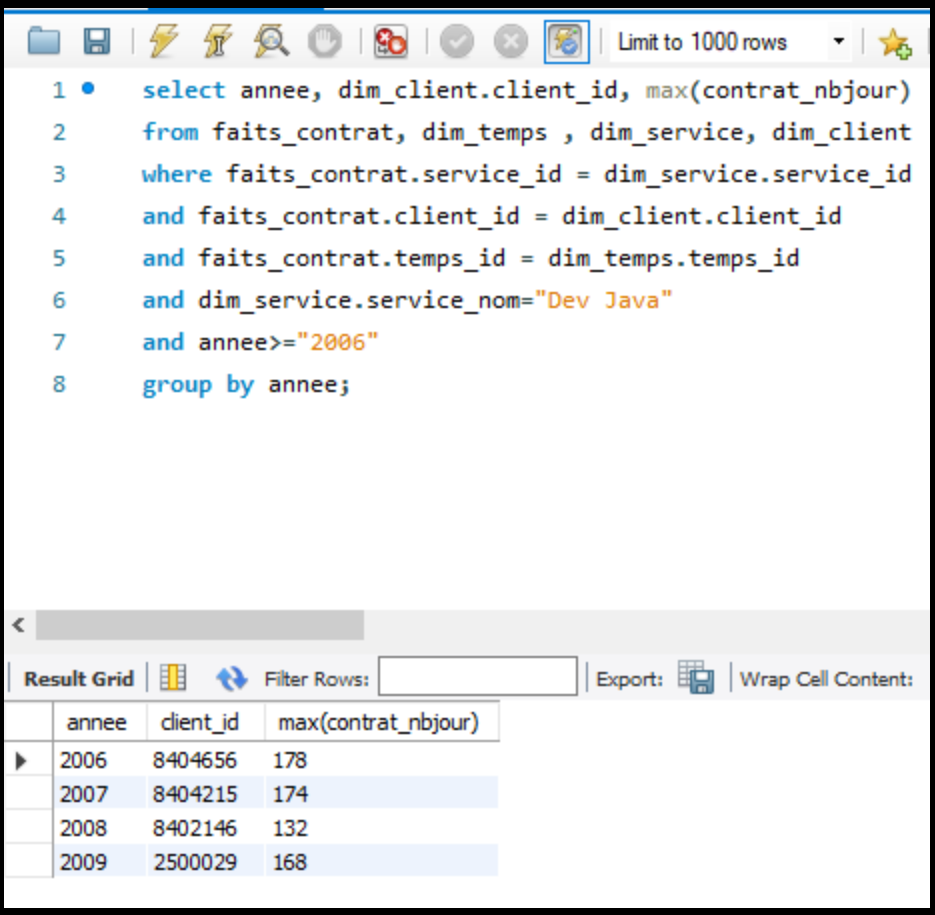 Limit to 1000 rows
1 select annee, dim_client.client_id, max(contrat_nbjour)
2 from faits_contrat, dim_temps , dim_service, dim_client
3 where faits_contrat.service_id = dim_service.service_id
4 and faits_contrat.client_id = dim_client.client_id
5 and faits_contrat.temps_id = dim_temps.temps_id
6 and dim_service.service_nom="Dev Java"
7 and annee>="2006"
8 group by annee;
Result Grid Filter Rows: Export: Wrap Cell Content:
annee client_id max(contrat_nbjour)
2006 8404656 178
2007 8404215 174
2008 8402146 132
2009 2500029 168